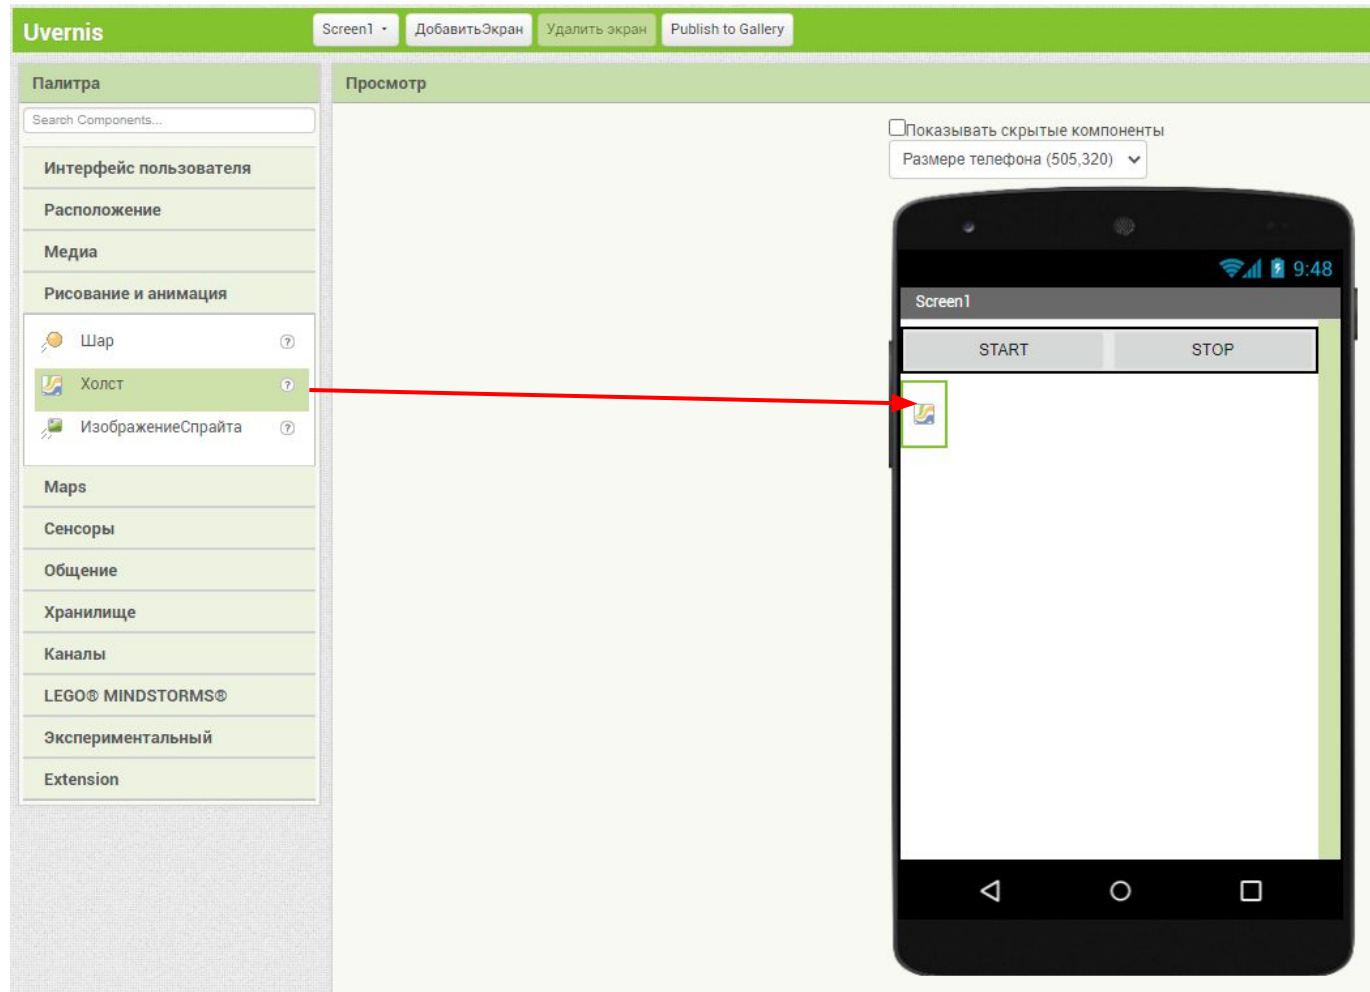 Uvernis
Screen1
ДобавитьЭкран
Удалить экран
Publish to Gallery
Палитра
Просмотр
Search Components...
Интерфейс пользователя
Расположение
Медиа
Рисование и анимация
Шар
?
Холст
?
ИзображениеСпрайта
?
Maps
Сенсоры
Общение
Хранилище
Каналы
LEGO® MINDSTORMS®
Экспериментальный
Extension
Показывать скрытые компоненты
Размере телефона (505,320)
9:48
Screen1
START
STOP